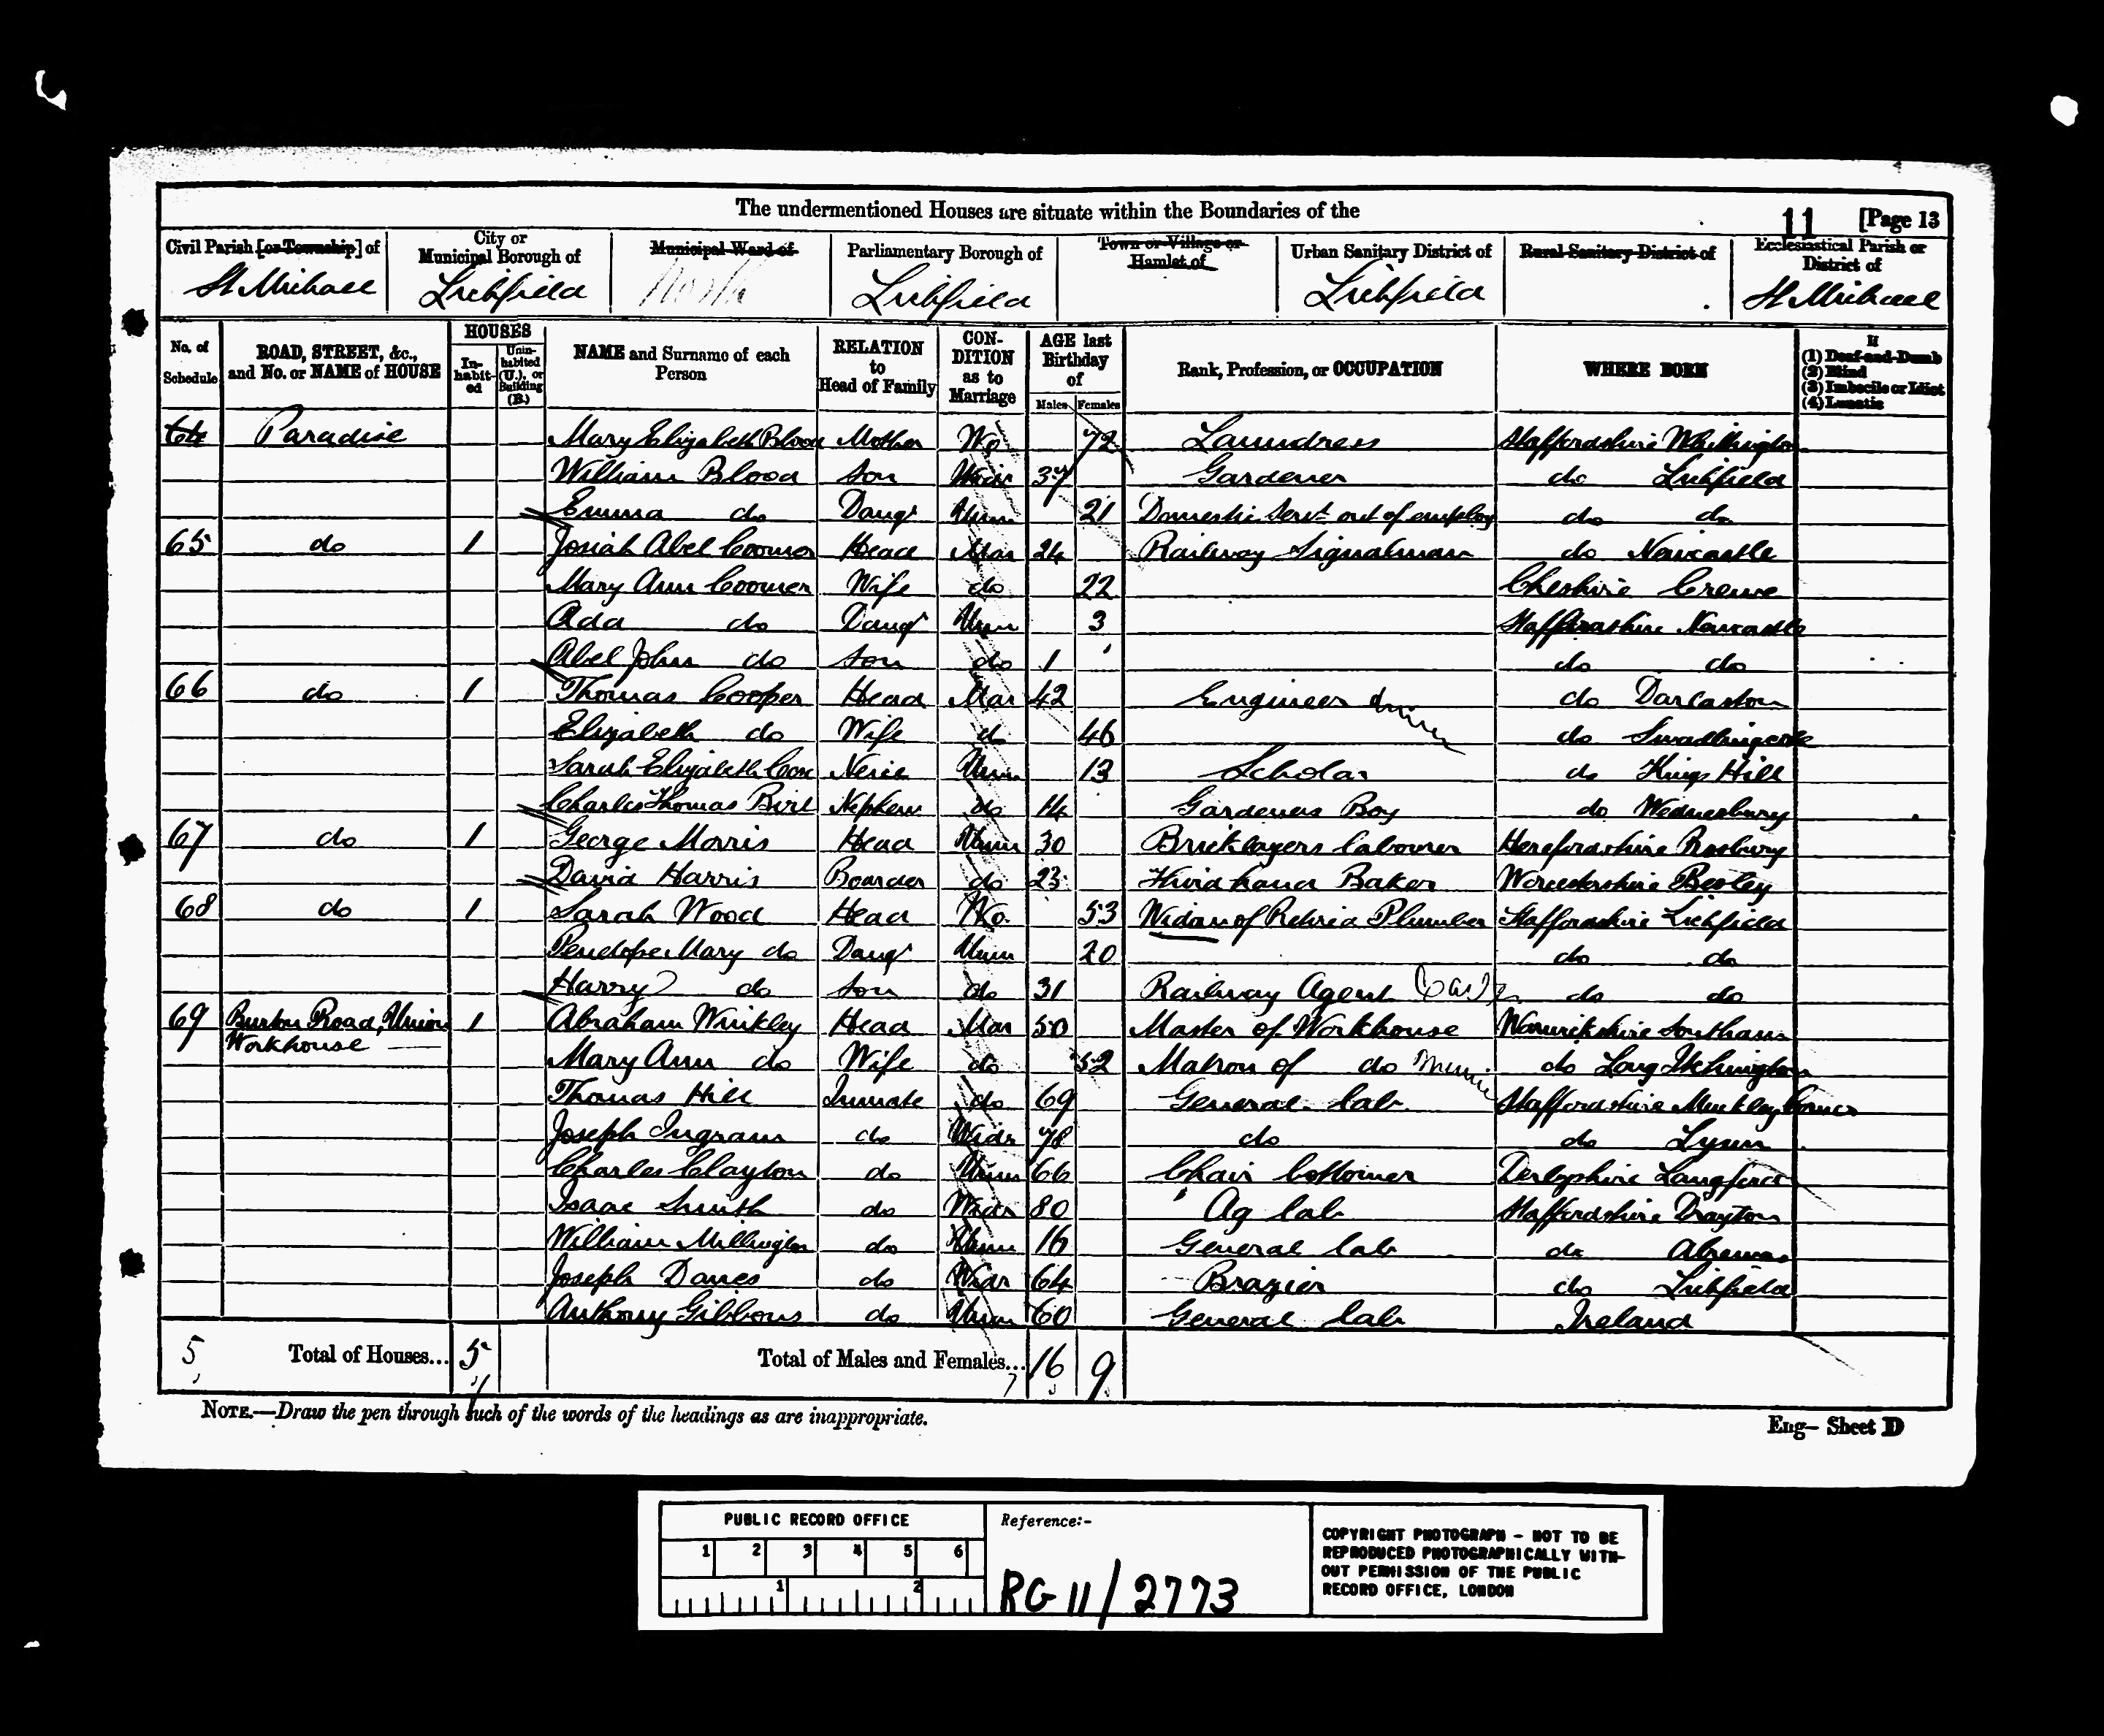 The undermentioned Houses are situate within the Boundaries of the
11 [Page 13
Civil Parish [or Township] of
City or Municipal Borough of
Municipal Ward of
Parliamentary Borough of
Town or Village or Hamlet of
Urban Sanitary District of
Rural Sanitary District of
Ecclesiastical Parish or District of
St Michael Lichfield North Lichfield Lichfield St Michael
No. of Schedule
ROAD, STREET, &c., and No. or NAME of HOUSE
HOUSES
In-habit-ed
Unin-habited (U.), or Building (B.)
NAME and Surname of each Person
RELATION to Head of Family
CON-DITION as to Marriage
AGE last Birthday of
Males Females
Rank, Profession, or OCCUPATION
WHERE BORN
If
(1) Deaf-and-Dumb
(2) Blind
(3) Imbecile or Idiot
(4) Lunatic
64 Paradise Mary Elizabeth Blood Mother Wo 72 Laundress Staffordshire Whittington
William Blood son Widr 37 Gardener do Lichfield
Emma do Daugr Unm 21 Domestic Servt out of employ do do
65 do 1 Josiah Abel Coomer Head Mar 24 Railway Signalman do Newcastle
Mary Ann Coomer Wife do 22 Cheshire Crewe
Ada do Daugr Unm 3 Staffordshire Newcastle
Abel John do son do 1 do do
66 do 1 Thomas Cooper Head Mar 42 Engineer do Darlaston
Elizabeth do Wife do 46 do
Sarah Elizabeth Cox Neice Unm 13 Scholar do Kings Hill
Charles Thomas Nephew do 14 Gardeners Boy do Wednesbury
67 do 1 George Morris Head Unm 30 Bricklayers labourer Herefordshire
David Harris Boarder do 23 Baker Worcestershire
68 do 1 Sarah Wood Head Wo 53 Widow of Retired Plumber Staffordshire Lichfield
Penelope Mary do Daugr Unm 20 do do
Harry do son do 31 Railway Agent do do
69 Burton Road, Union 1 Abraham Winkley Head Mar 50 Master of Workhouse Warwickshire Southam
Workhouse
Mary Ann do Wife do 52 Matron of do do Long Itchington
Thomas Hill Inmate do 69 General lab Staffordshire Muckley Corner
Joseph Ingram do Widr 78 do do Lynn
Charles Clayton do Unm 66 Chair bottomer Derbyshire
Isaac Smith do Widr 80 Ag lab Staffordshire Drayton
William Millington do Unm 16 General lab do Alrewas
Joseph Davies do Widr 64 Brazier do Lichfield
Anthony Gibbons do Unm 60 General lab Ireland
5 Total of Houses... 5 Total of Males and Females... 16 9
NOTE.—Draw the pen through such of the words of the headings as are inappropriate.
Eng— Sheet D
PUBLIC RECORD OFFICE
1 2 3 4 5 6
1 2
Reference:-
RG 11/2773
COPYRIGHT PHOTOGRAPH - NOT TO BE
REPRODUCED PHOTOGRAPHICALLY WITH-
OUT PERMISSION OF THE PUBLIC
RECORD OFFICE, LONDON